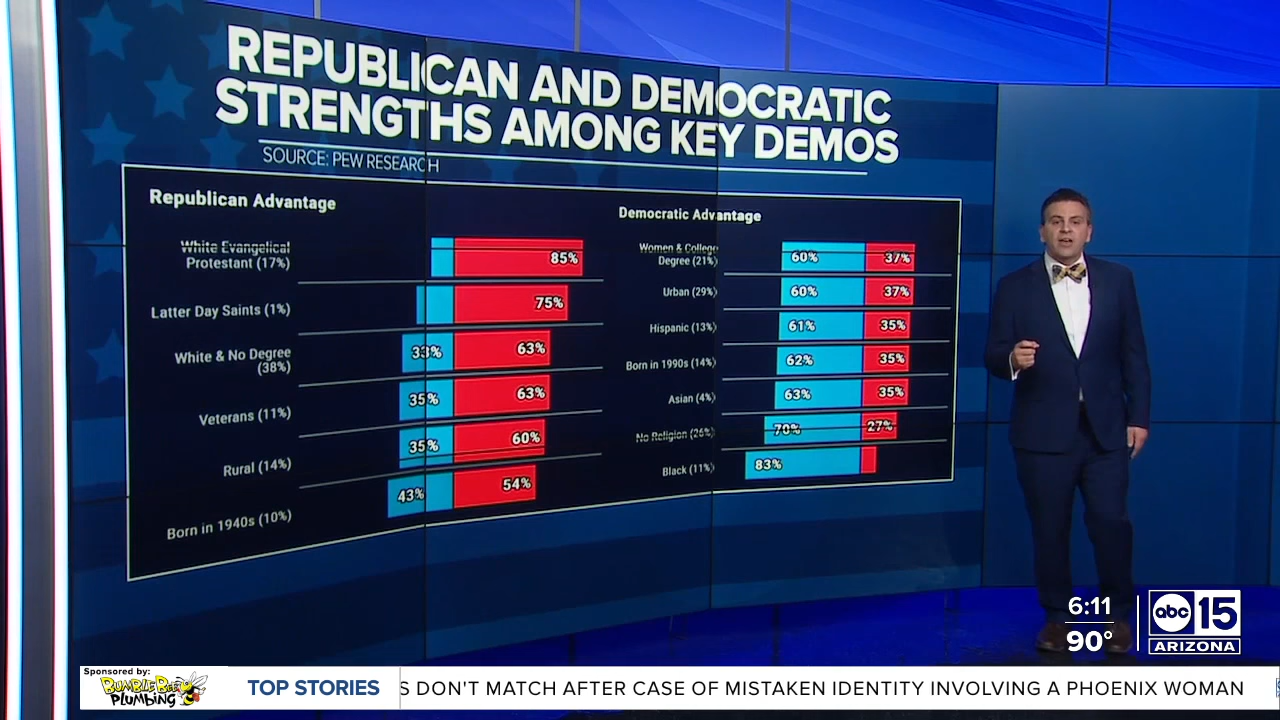 REPUBLICAN AND DEMOCRATIC
STRENGTHS AMONG KEY DEMOS
SOURCE: PEW RESEARCH
Republican Advantage
White Evangelical
Protestant (17%)
85%
Latter Day Saints (1%)
75%
White & No Degree
(38%)
33%
63%
Veterans (11%)
35%
63%
Rural (14%)
35%
60%
Born in 1940s (10%)
43%
54%
Democratic Advantage
Women & College
Degree (21%)
60%
37%
Urban (29%)
60%
37%
Hispanic (13%)
61%
35%
Born in 1990s (14%)
62%
35%
Asian (4%)
63%
35%
No Religion (26%)
70%
27%
Black (11%)
83%
6:11
90°
abc 15
ARIZONA
Sponsored by:
BUMBLE BEE
PLUMBING
TOP STORIES
S DON'T MATCH AFTER CASE OF MISTAKEN IDENTITY INVOLVING A PHOENIX WOMAN